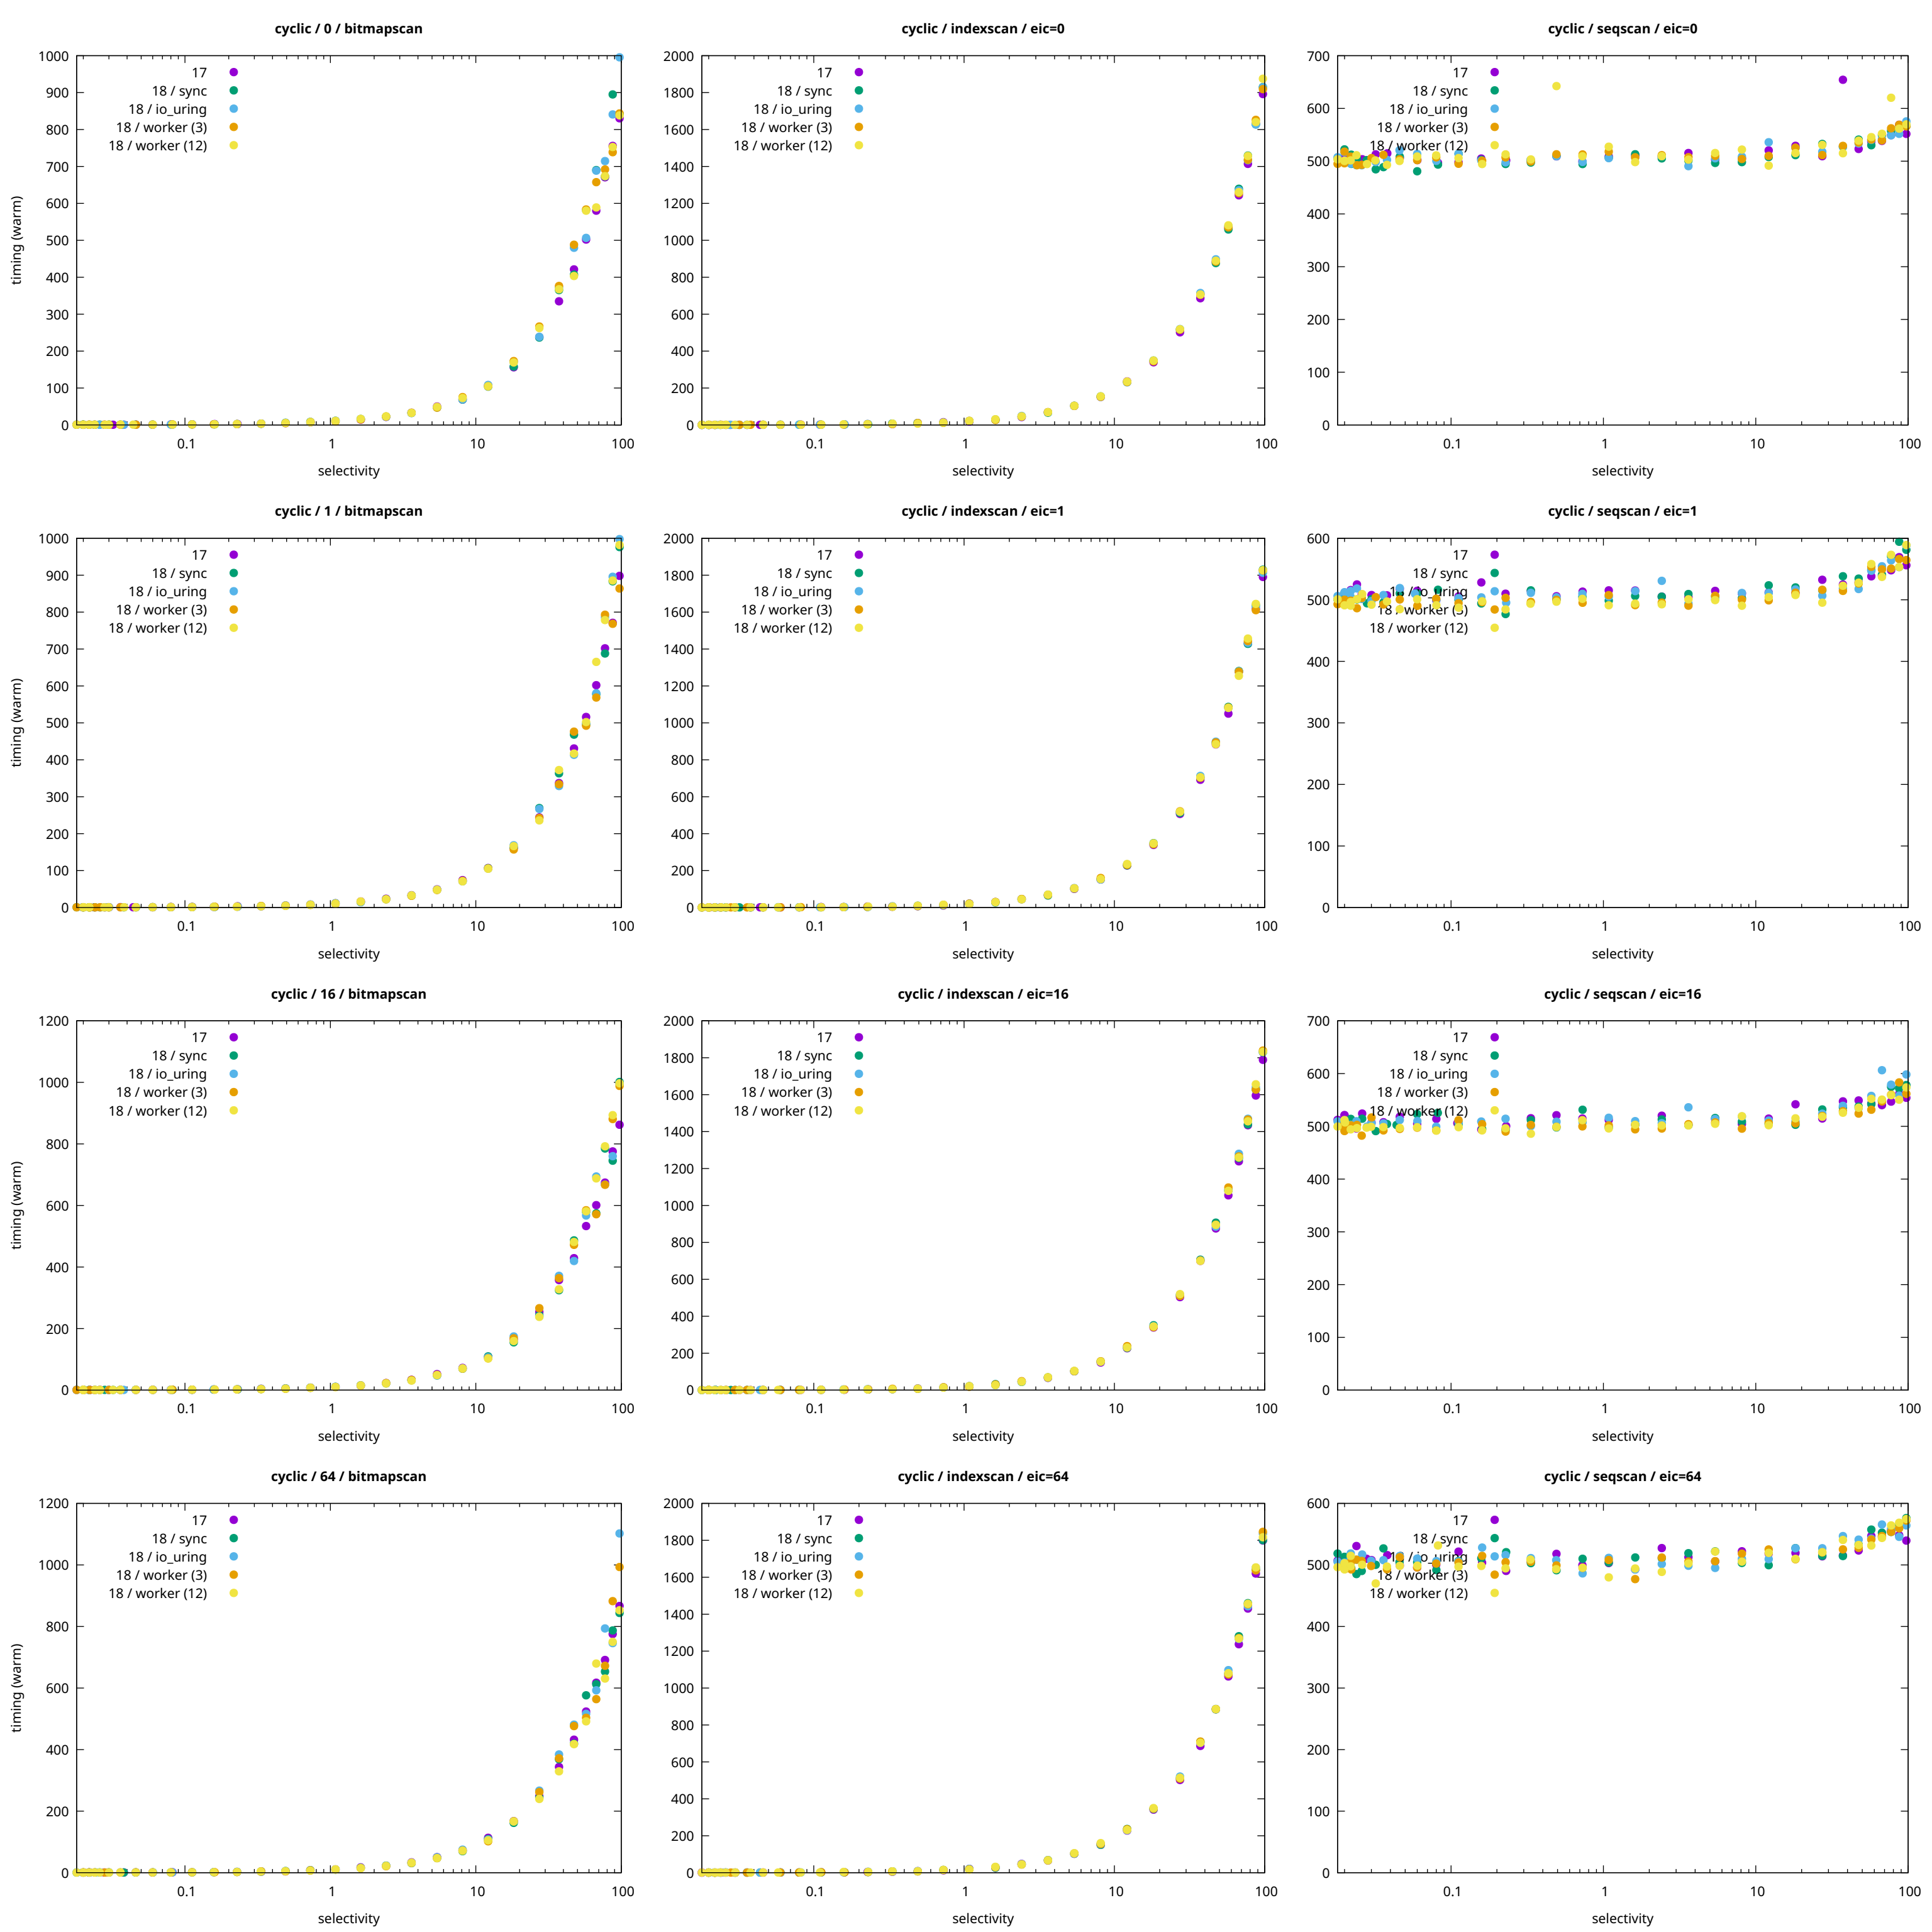 cyclic / 0 / bitmapscan
1000
900
800
700
600
500
400
300
200
100
0
0.1 1 10 100
timing (warm)
selectivity
17
18 / sync
18 / io_uring
18 / worker (3)
18 / worker (12)
cyclic / indexscan / eic=0
2000
1800
1600
1400
1200
1000
800
600
400
200
0
0.1 1 10 100
selectivity
17
18 / sync
18 / io_uring
18 / worker (3)
18 / worker (12)
cyclic / seqscan / eic=0
700
600
500
400
300
200
100
0
0.1 1 10 100
selectivity
17
18 / sync
18 / io_uring
18 / worker (3)
18 / worker (12)
cyclic / 1 / bitmapscan
1000
900
800
700
600
500
400
300
200
100
0
0.1 1 10 100
timing (warm)
selectivity
17
18 / sync
18 / io_uring
18 / worker (3)
18 / worker (12)
cyclic / indexscan / eic=1
2000
1800
1600
1400
1200
1000
800
600
400
200
0
0.1 1 10 100
selectivity
17
18 / sync
18 / io_uring
18 / worker (3)
18 / worker (12)
cyclic / seqscan / eic=1
600
500
400
300
200
100
0
0.1 1 10 100
selectivity
17
18 / sync
18 / io_uring
18 / worker (3)
18 / worker (12)
cyclic / 16 / bitmapscan
1200
1000
800
600
400
200
0
0.1 1 10 100
timing (warm)
selectivity
17
18 / sync
18 / io_uring
18 / worker (3)
18 / worker (12)
cyclic / indexscan / eic=16
2000
1800
1600
1400
1200
1000
800
600
400
200
0
0.1 1 10 100
selectivity
17
18 / sync
18 / io_uring
18 / worker (3)
18 / worker (12)
cyclic / seqscan / eic=16
700
600
500
400
300
200
100
0
0.1 1 10 100
selectivity
17
18 / sync
18 / io_uring
18 / worker (3)
18 / worker (12)
cyclic / 64 / bitmapscan
1200
1000
800
600
400
200
0
0.1 1 10 100
timing (warm)
selectivity
17
18 / sync
18 / io_uring
18 / worker (3)
18 / worker (12)
cyclic / indexscan / eic=64
2000
1800
1600
1400
1200
1000
800
600
400
200
0
0.1 1 10 100
selectivity
17
18 / sync
18 / io_uring
18 / worker (3)
18 / worker (12)
cyclic / seqscan / eic=64
600
500
400
300
200
100
0
0.1 1 10 100
selectivity
17
18 / sync
18 / io_uring
18 / worker (3)
18 / worker (12)